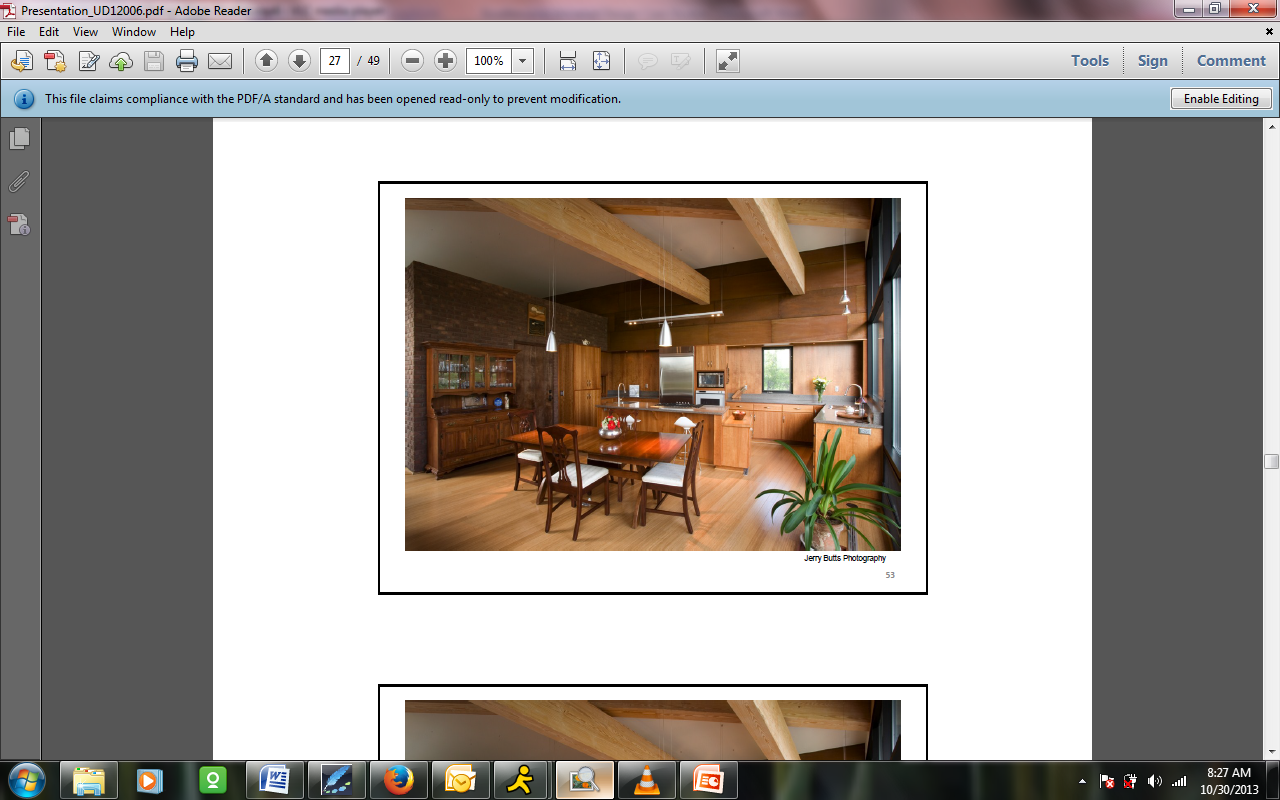 Presentation_UD12006.pdf - Adobe Reader
File Edit View Window Help
27 / 49 100% Tools Sign Comment
This file claims compliance with the PDF/A standard and has been opened read-only to prevent modification. Enable Editing
Jerry Butts Photography
53
8:27 AM
10/30/2013